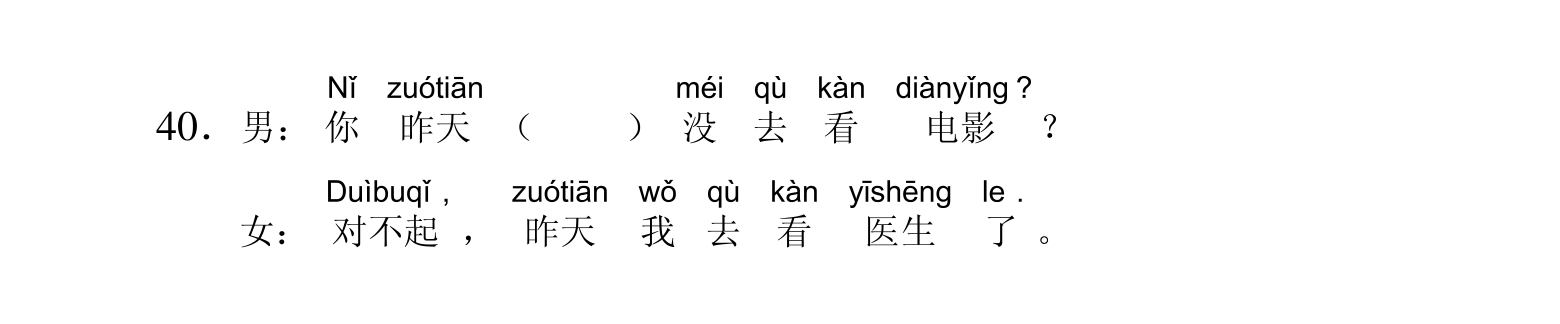 Nǐ zuótiān méi qù kàn diànyǐng？
40．男：你 昨天 （ ）没 去 看 电影 ？
Duìbuqǐ， zuótiān wǒ qù kàn yīshēng le．
女：对不起 ， 昨天 我 去 看 医生 了 。